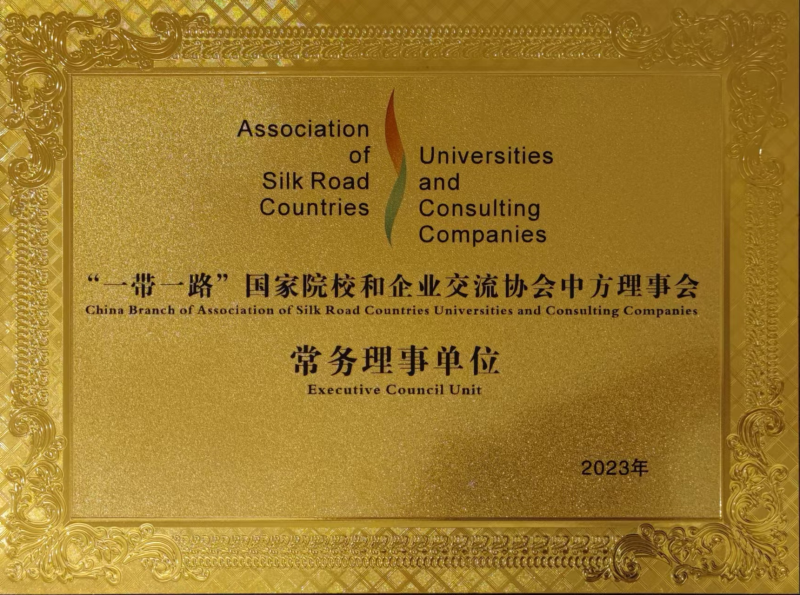 Association
of
Silk Road
Countries
Universities
and
Consulting
Companies
“一带一路”国家院校和企业交流协会中方理事会
China Branch of Association of Silk Road Countries Universities and Consulting Companies
常务理事单位
Executive Council Unit
2023年